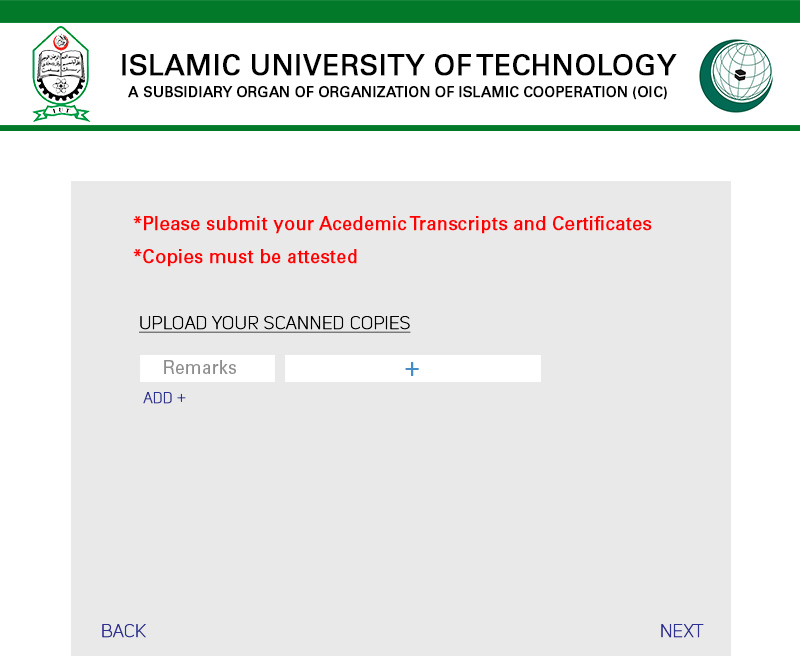 ISLAMIC UNIVERSITY OF TECHNOLOGY
A SUBSIDIARY ORGAN OF ORGANIZATION OF ISLAMIC COOPERATION (OIC)
IUT
*Please submit your Acedemic Transcripts and Certificates
*Copies must be attested
UPLOAD YOUR SCANNED COPIES
Remarks +
ADD +
BACK NEXT